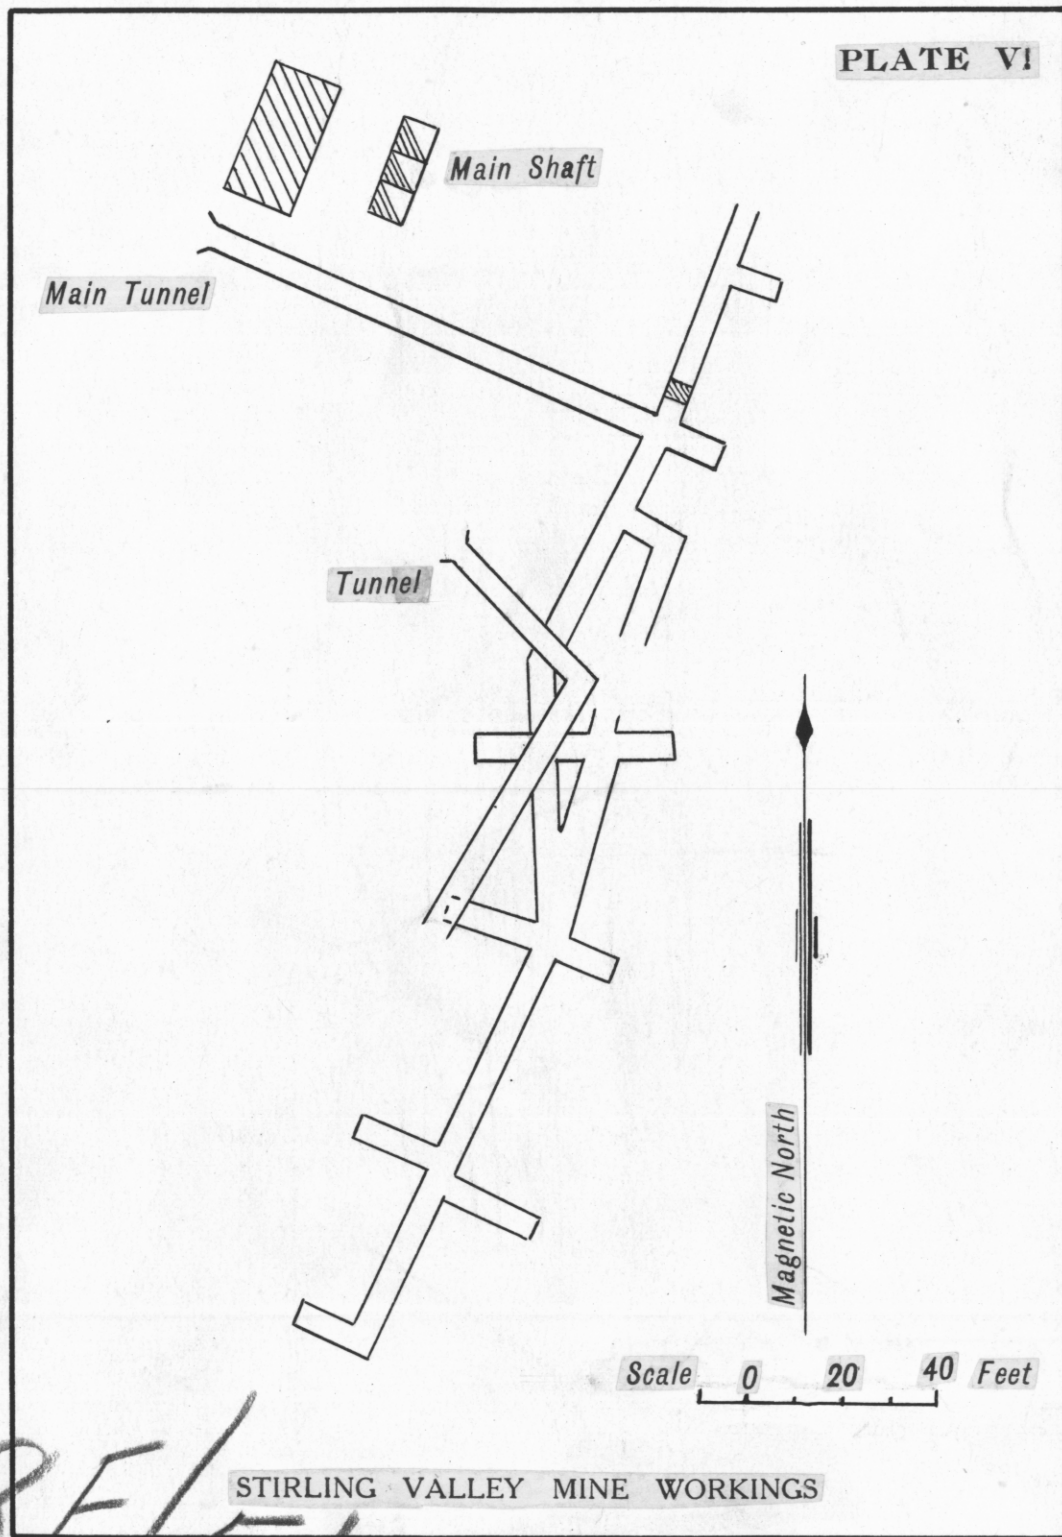 PLATE VI
Main Shaft
Main Tunnel
Tunnel
Magnetic North
Scale 0 20 40 Feet
STIRLING VALLEY MINE WORKINGS